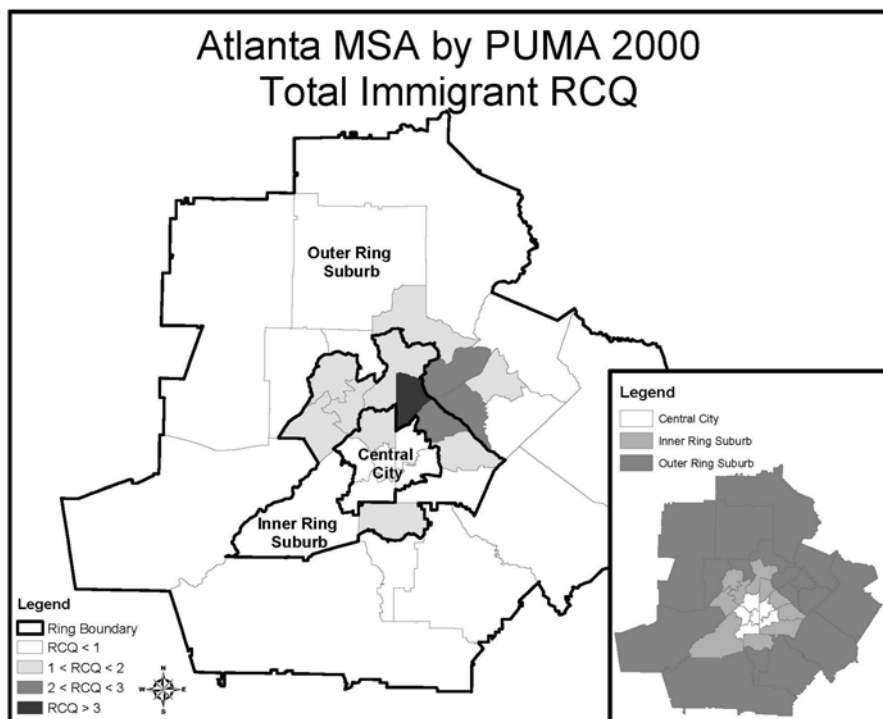 Atlanta MSA by PUMA 2000
Total Immigrant RCQ
Outer Ring
Suburb
Central
City
Inner Ring
Suburb
Legend
Ring Boundary
RCQ < 1
1 < RCQ < 2
2 < RCQ < 3
RCQ > 3
N
W
E
S
Legend
Central City
Inner Ring Suburb
Outer Ring Suburb